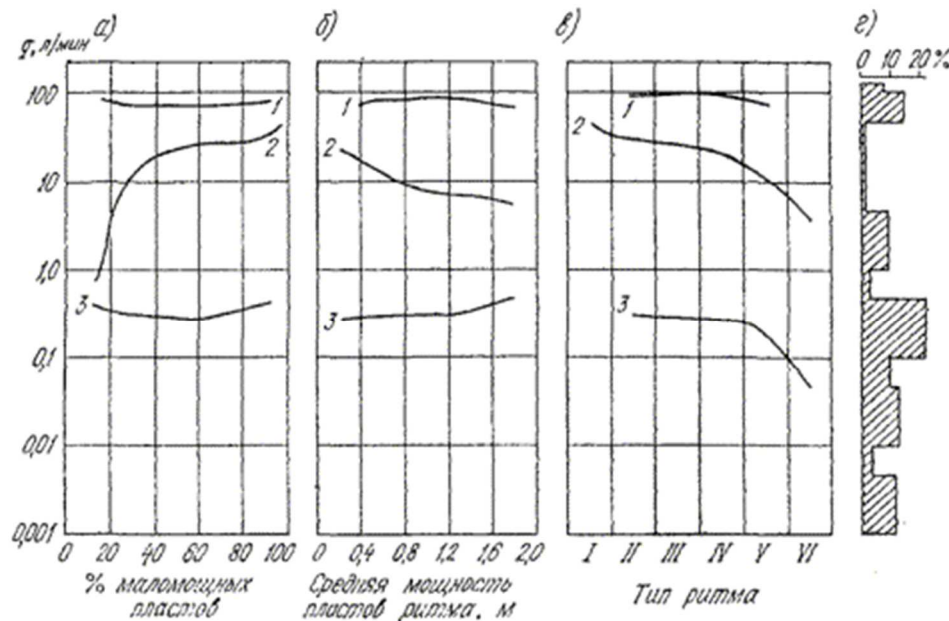 а) б) в) г)
q, л/мин
0 10 20 %
100
10
1,0
0,1
0,01
0,001
1
2
3
1
2
3
1
2
3
0 20 40 60 80 100
% маломощных
пластов
0 0,4 0,8 1,2 1,6 2,0
Средняя мощность
пластов ритма, м
I II III IV V VI
Тип ритма